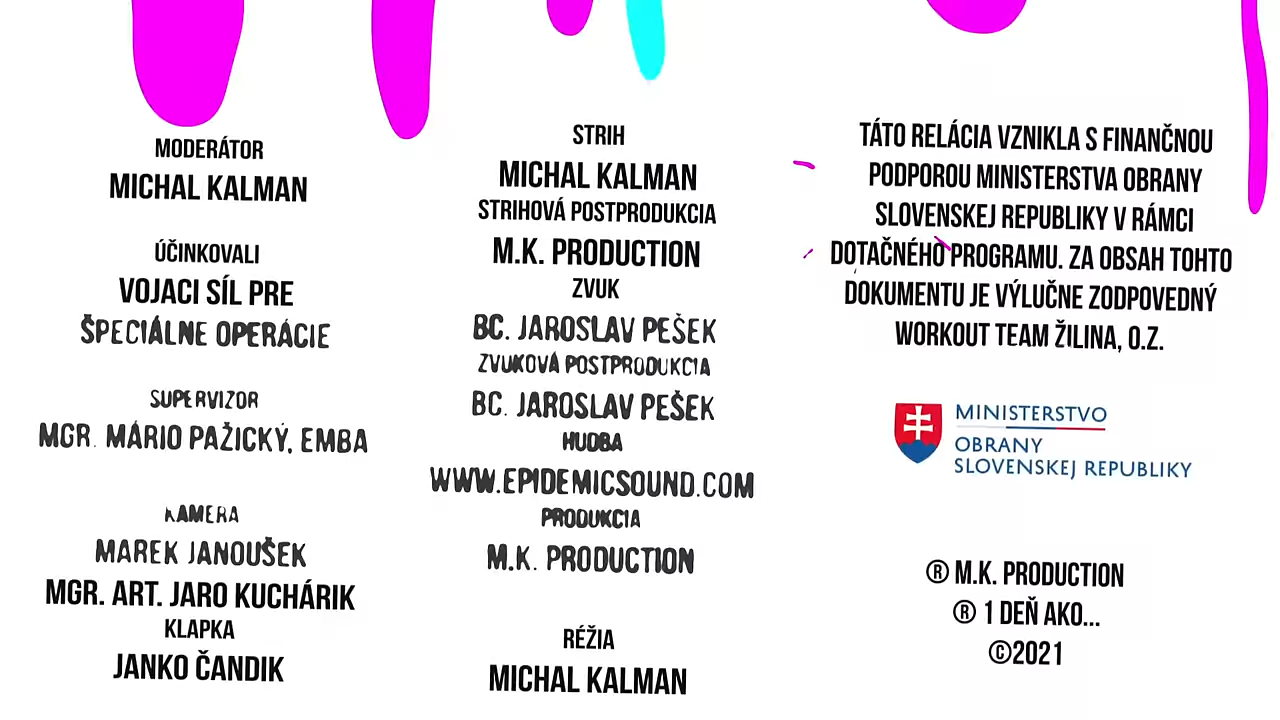 MODERÁTOR
MICHAL KALMAN
ÚČINKOVALI
VOJACI SÍL PRE
ŠPECIÁLNE OPERÁCIE
SUPERVIZOR
MGR. MÁRIO PAŽICKÝ, EMBA
KAMERA
MAREK JANOUŠEK
MGR. ART. JARO KUCHÁRIK
KLAPKA
JANKO ČANDIK
STRIH
MICHAL KALMAN
STRIHOVÁ POSTPRODUKCIA
M.K. PRODUCTION
ZVUK
BC. JAROSLAV PEŠEK
ZVUKOVÁ POSTPRODUKCIA
BC. JAROSLAV PEŠEK
HUDBA
WWW.EPIDEMICSOUND.COM
PRODUKCIA
M.K. PRODUCTION
RÉŽIA
MICHAL KALMAN
TÁTO RELÁCIA VZNIKLA S FINANČNOU
PODPOROU MINISTERSTVA OBRANY
SLOVENSKEJ REPUBLIKY V RÁMCI
DOTAČNÉHO PROGRAMU. ZA OBSAH TOHTO
DOKUMENTU JE VÝLUČNE ZODPOVEDNÝ
WORKOUT TEAM ŽILINA, O.Z.
MINISTERSTVO
OBRANY
SLOVENSKEJ REPUBLIKY
® M.K. PRODUCTION
® 1 DEŇ AKO...
©2021